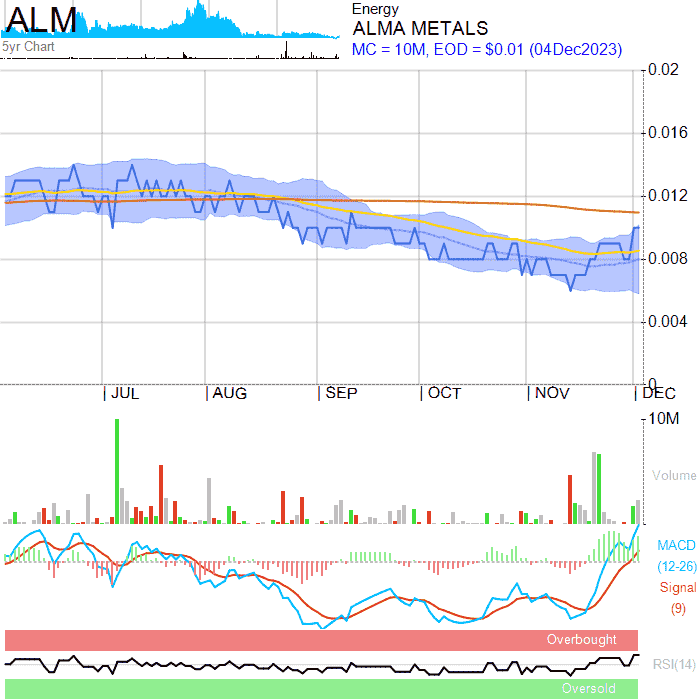 ALM
5yr Chart
Energy
ALMA METALS
MC = 10M, EOD = $0.01 (04Dec2023)
0.02
0.016
0.012
0.008
0.004
0
JUL AUG SEP OCT NOV DEC
10M
Volume
MACD
(12-26)
Signal
(9)
Overbought
RSI(14)
Oversold